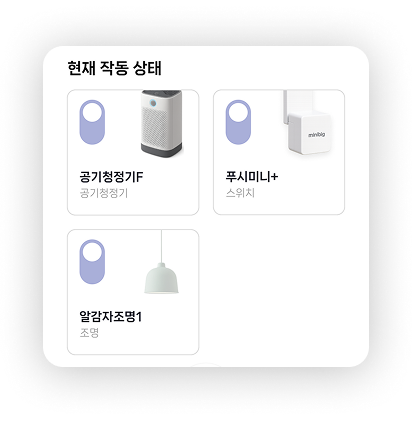 현재 작동 상태
minibig
공기청정기F
공기청정기
푸시미니+
스위치
알감자조명1
조명